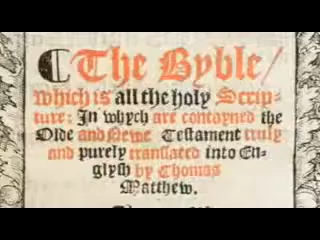 The Byble/
which is all the holy Scrip-
ture: In whych are contayned the
Olde and Newe Testament truly
and purely translated into En-
glysh by Thomas
Matthew.